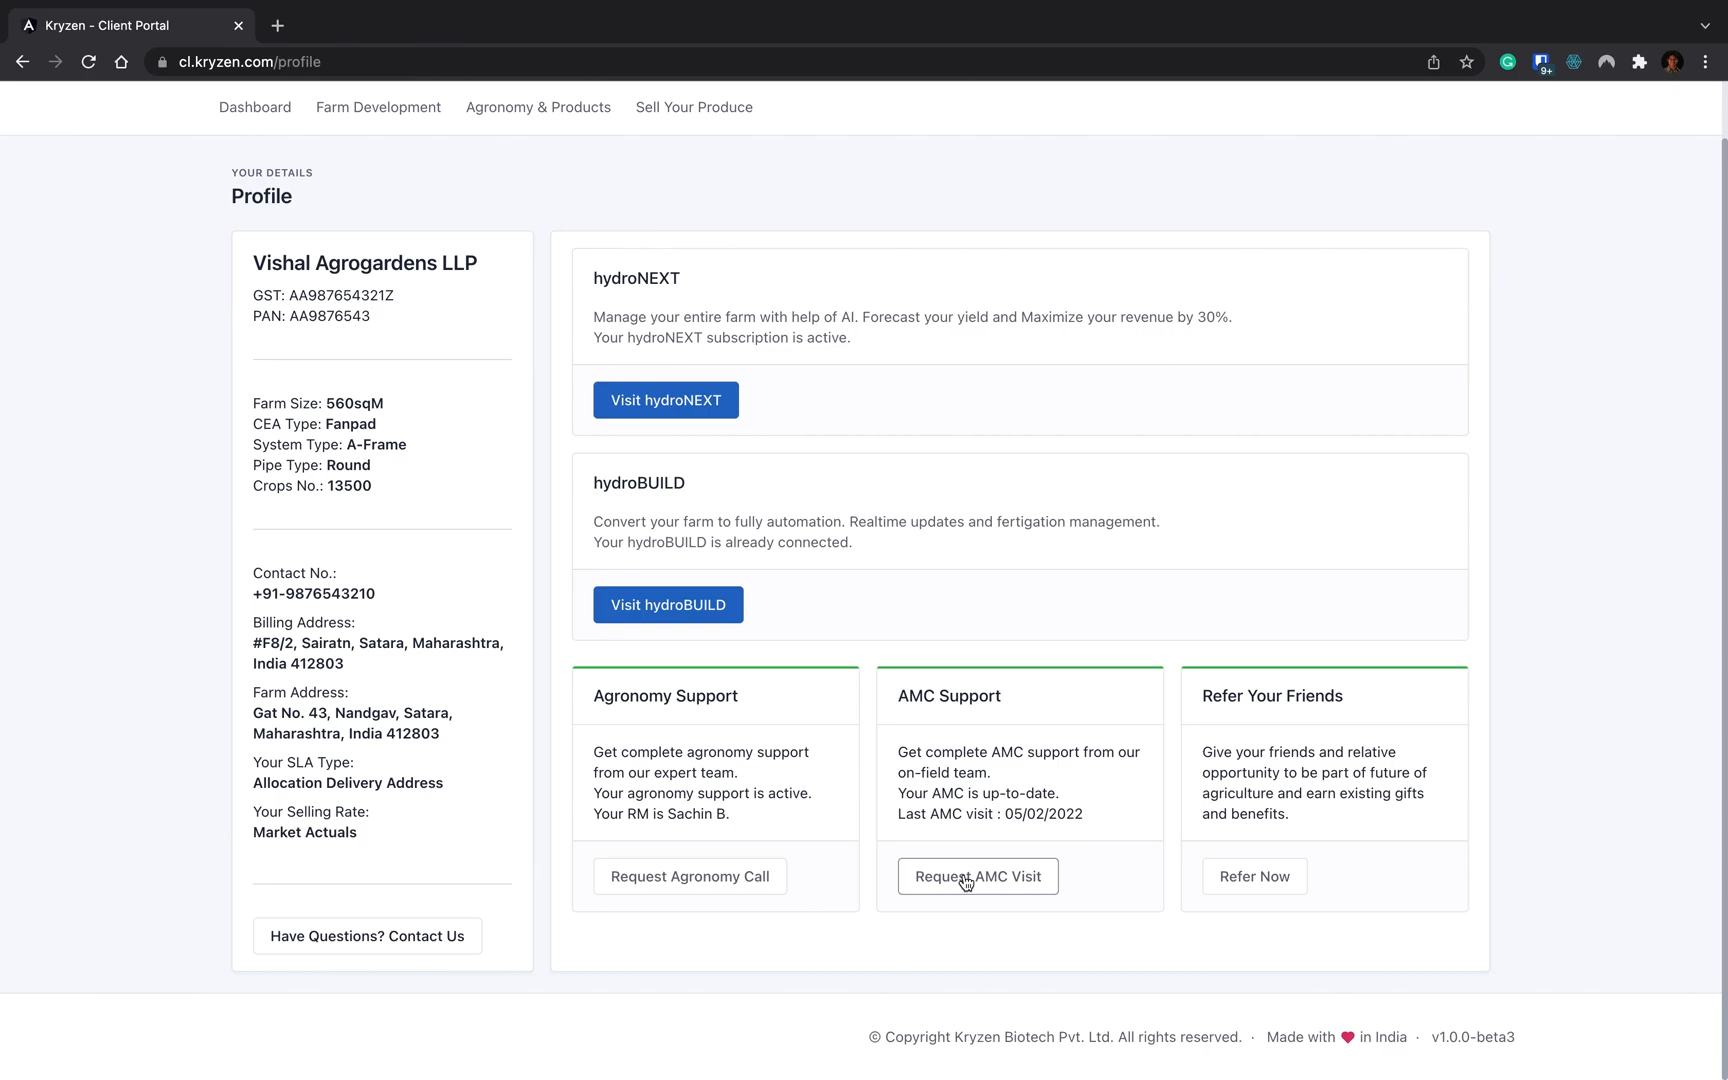 Kryzen - Client Portal
cl.kryzen.com/profile
9+
Dashboard
Farm Development
Agronomy & Products
Sell Your Produce
YOUR DETAILS
Profile
Vishal Agrogardens LLP
GST: AA987654321Z
PAN: AA9876543
Farm Size: 560sqM
CEA Type: Fanpad
System Type: A-Frame
Pipe Type: Round
Crops No.: 13500
Contact No.:
+91-9876543210
Billing Address:
#F8/2, Sairatn, Satara, Maharashtra,
India 412803
Farm Address:
Gat No. 43, Nandgav, Satara,
Maharashtra, India 412803
Your SLA Type:
Allocation Delivery Address
Your Selling Rate:
Market Actuals
Have Questions? Contact Us
hydroNEXT
Manage your entire farm with help of AI. Forecast your yield and Maximize your revenue by 30%.
Your hydroNEXT subscription is active.
Visit hydroNEXT
hydroBUILD
Convert your farm to fully automation. Realtime updates and fertigation management.
Your hydroBUILD is already connected.
Visit hydroBUILD
Agronomy Support
Get complete agronomy support
from our expert team.
Your agronomy support is active.
Your RM is Sachin B.
Request Agronomy Call
AMC Support
Get complete AMC support from our
on-field team.
Your AMC is up-to-date.
Last AMC visit : 05/02/2022
Request AMC Visit
Refer Your Friends
Give your friends and relative
opportunity to be part of future of
agriculture and earn existing gifts
and benefits.
Refer Now
© Copyright Kryzen Biotech Pvt. Ltd. All rights reserved. · Made with ❤ in India · v1.0.0-beta3